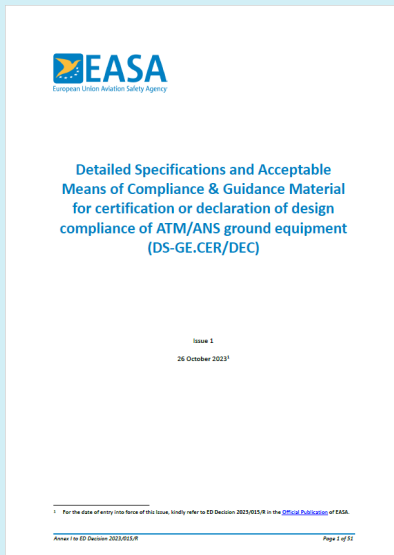 EASA
European Union Aviation Safety Agency
Detailed Specifications and Acceptable
Means of Compliance & Guidance Material
for certification or declaration of design
compliance of ATM/ANS ground equipment
(DS-GE.CER/DEC)
Issue 1
26 October 2023¹
1 For the date of entry into force of this issue, kindly refer to ED Decision 2023/015/R in the Official Publication of EASA.
Annex I to ED Decision 2023/015/R Page 1 of 51